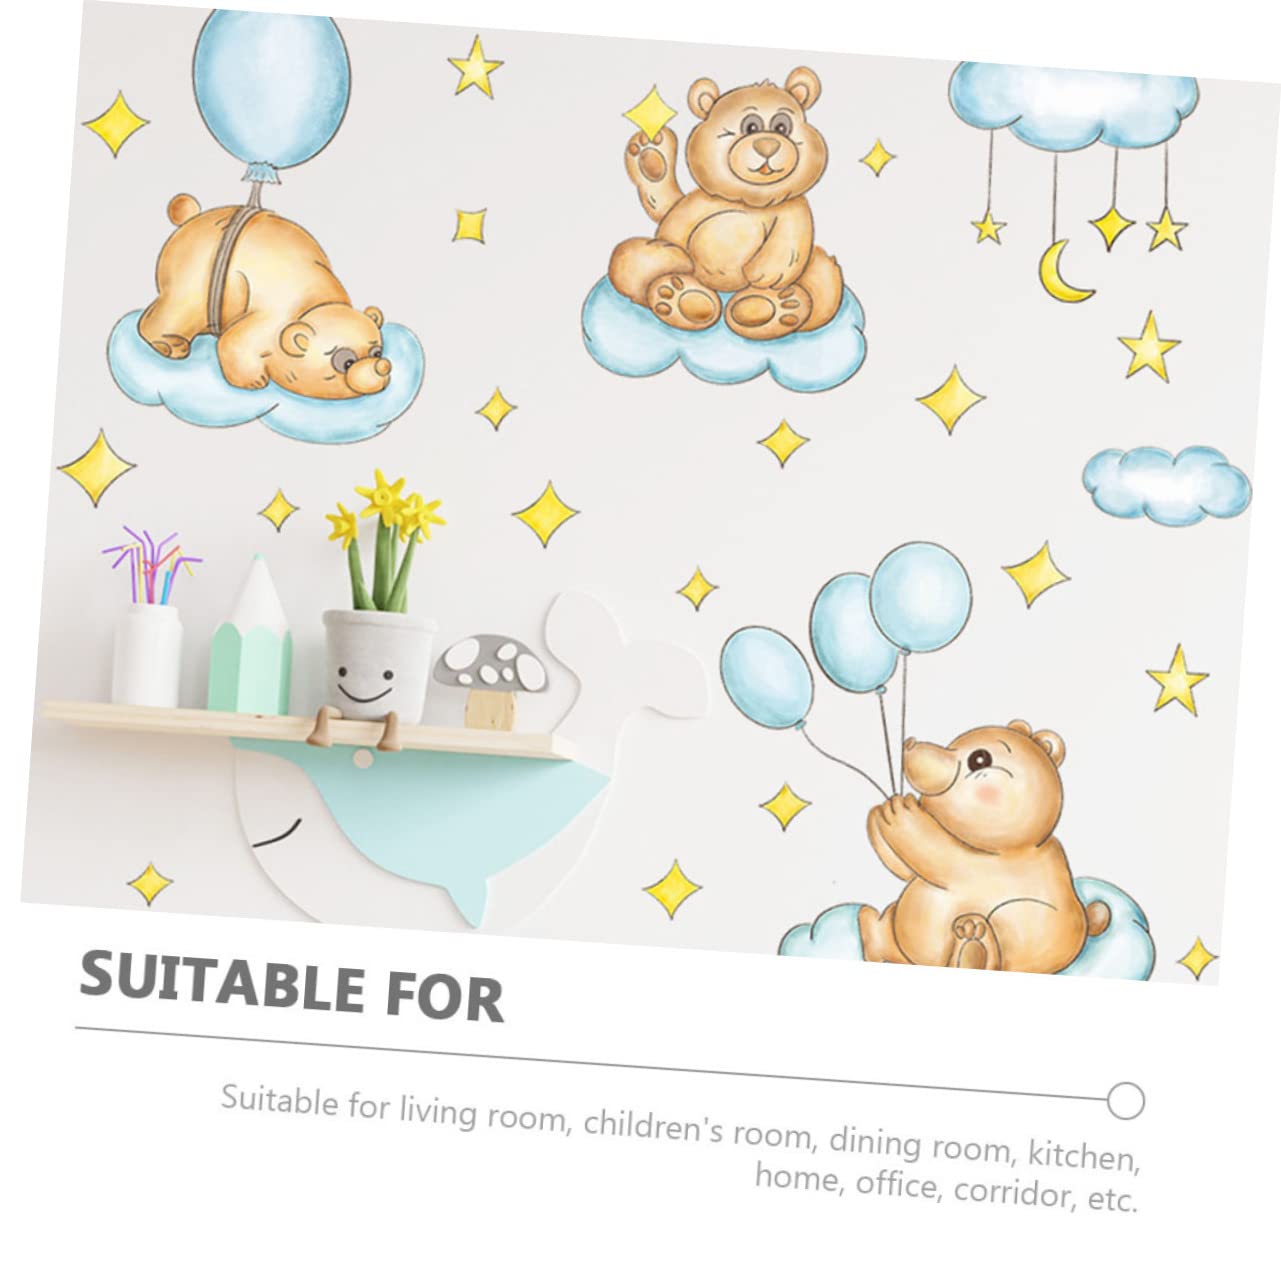 SUITABLE FOR
Suitable for living room, children's room, dining room, kitchen,
home, office, corridor, etc.